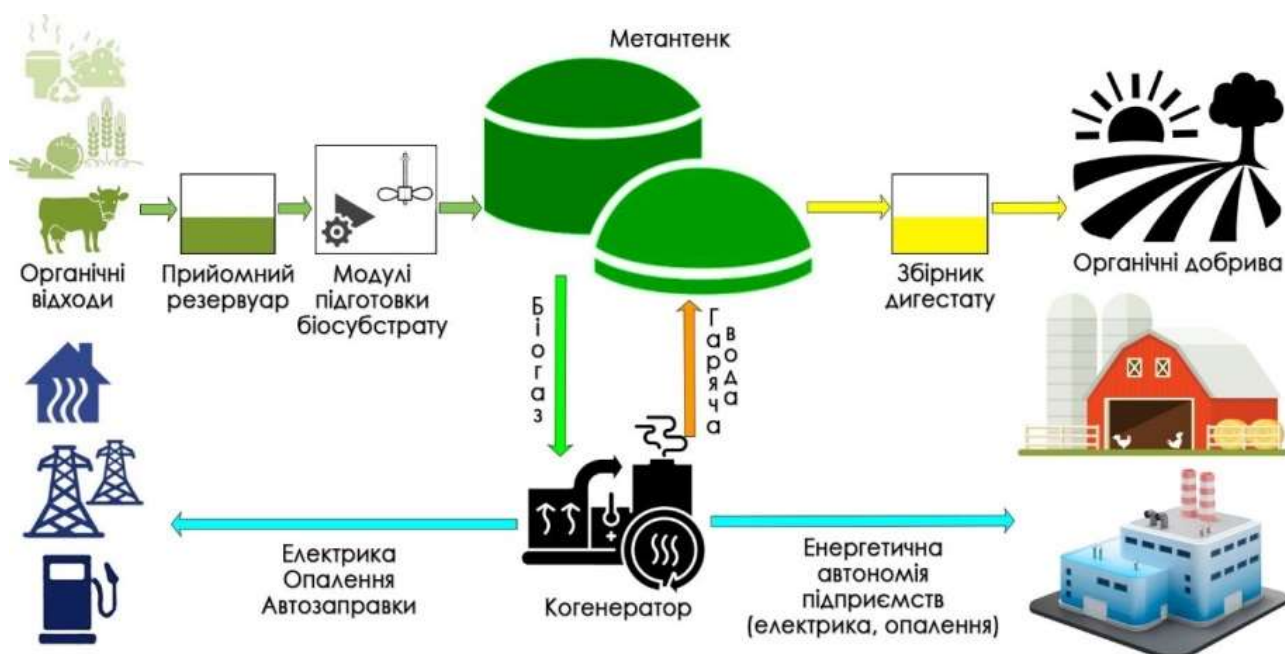 Метантенк
Органічні
відходи
Прийомний
резервуар
Модулі
підготовки
біосубстрату
Збірник
дигестату
Органічні добрива
Біогаз
Гаряча
вода
Електрика
Опалення
Автозаправки
Когенератор
Енергетична
автономія
підприємств
(електрика, опалення)